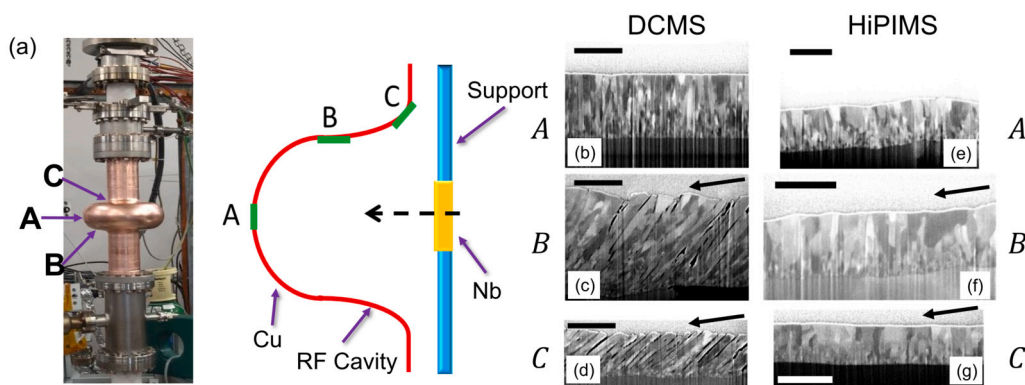 (a)
C
A
B
C
B
A
Support
Nb
Cu
RF Cavity
DCMS
HiPIMS
A
(b)
(e)
A
B
(c)
(f)
B
C
(d)
(g)
C